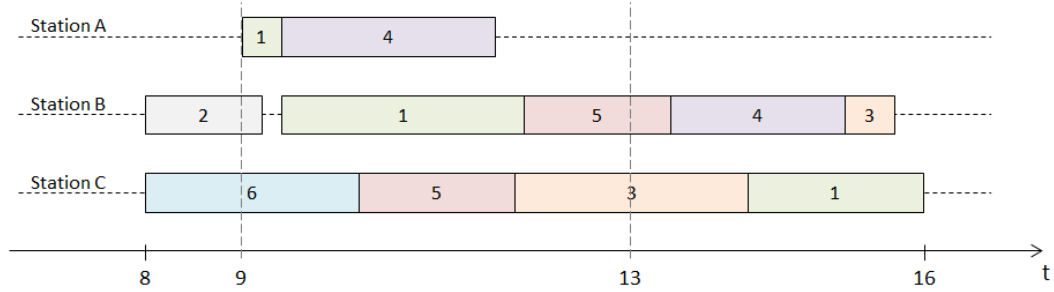 Station A
1 4
Station B
2 1 5 4 3
Station C
6 5 3 1
8 9 13 16 t